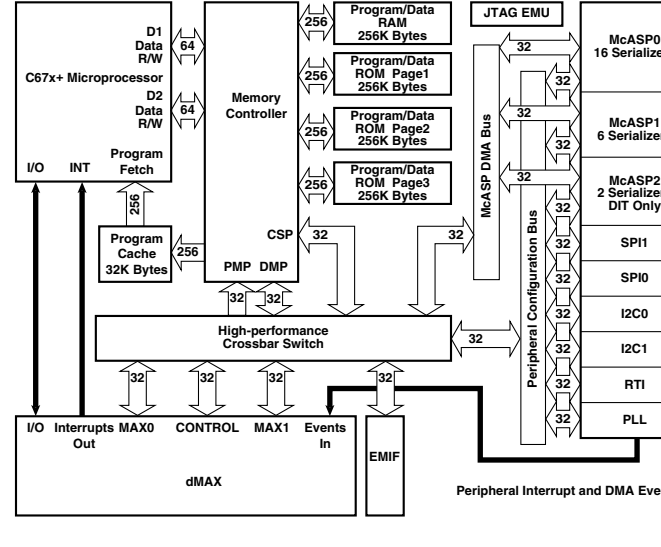 D1
Data
R/W
64
C67x+ Microprocessor
D2
Data
R/W
64
Program
Fetch
I/O
INT
256
Program
Cache
32K Bytes
256
Memory
Controller
CSP
32
PMP
DMP
32
32
256
Program/Data
RAM
256K Bytes
256
Program/Data
ROM Page1
256K Bytes
256
Program/Data
ROM Page2
256K Bytes
256
Program/Data
ROM Page3
256K Bytes
High-performance
Crossbar Switch
32
32
32
32
32
32
I/O
Interrupts
Out
MAX0
CONTROL
MAX1
Events
In
dMAX
EMIF
JTAG EMU
McASP DMA Bus
Peripheral Configuration Bus
32
32
32
32
32
32
32
32
32
32
32
32
McASP0
16 Serialize
McASP1
6 Serialize
McASP2
2 Serialize
DIT Only
SPI1
SPI0
I2C0
I2C1
RTI
PLL
Peripheral Interrupt and DMA Eve